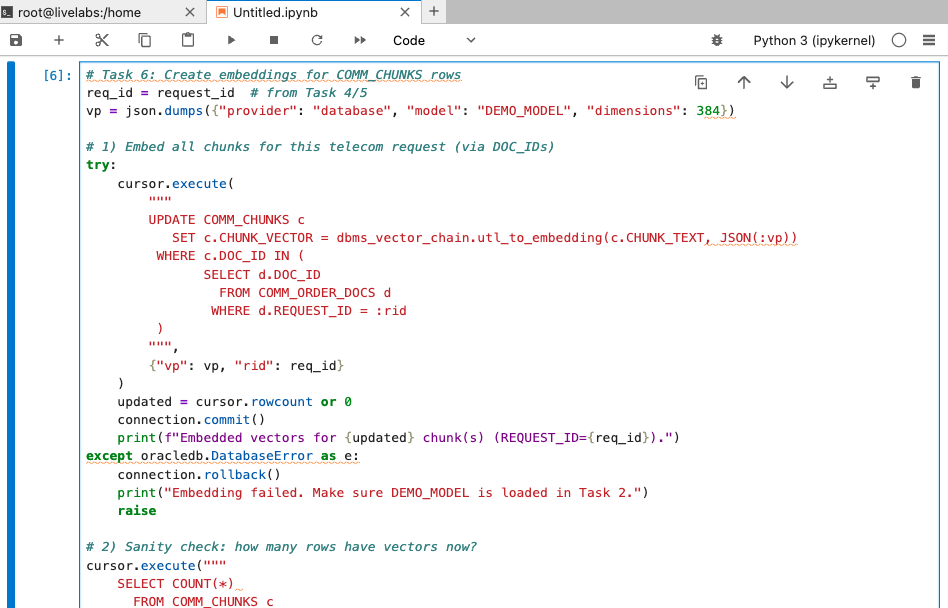 root@livelabs:/home
Untitled.ipynb
Code
Python 3 (ipykernel)
[6]:
# Task 6: Create embeddings for COMM_CHUNKS rows
req_id = request_id  # from Task 4/5
vp = json.dumps({"provider": "database", "model": "DEMO_MODEL", "dimensions": 384})

# 1) Embed all chunks for this telecom request (via DOC_IDs)
try:
    cursor.execute(
        """
        UPDATE COMM_CHUNKS c
           SET c.CHUNK_VECTOR = dbms_vector_chain.utl_to_embedding(c.CHUNK_TEXT, JSON(:vp))
         WHERE c.DOC_ID IN (
               SELECT d.DOC_ID
                 FROM COMM_ORDER_DOCS d
                WHERE d.REQUEST_ID = :rid
         )
        """,
        {"vp": vp, "rid": req_id}
    )
    updated = cursor.rowcount or 0
    connection.commit()
    print(f"Embedded vectors for {updated} chunk(s) (REQUEST_ID={req_id}).")
except oracledb.DatabaseError as e:
    connection.rollback()
    print("Embedding failed. Make sure DEMO_MODEL is loaded in Task 2.")
    raise

# 2) Sanity check: how many rows have vectors now?
cursor.execute("""
    SELECT COUNT(*)
      FROM COMM_CHUNKS c